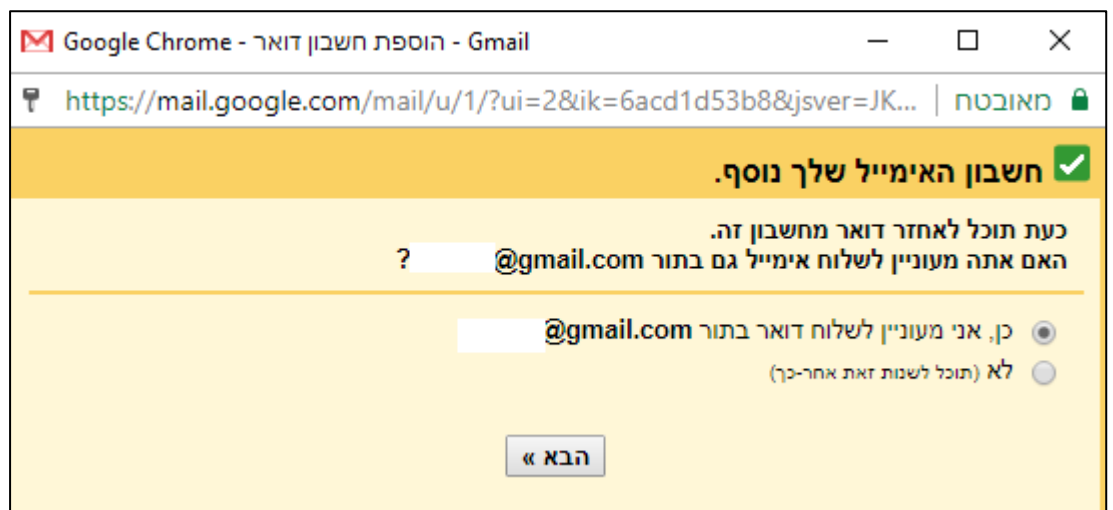 Gmail - הוספת חשבון דואר - Google Chrome
https://mail.google.com/mail/u/1/?ui=2&ik=6acd1d53b8&jsver=JK... | מאובטח
חשבון האימייל שלך נוסף.
כעת תוכל לאחזר דואר מחשבון זה.
האם אתה מעוניין לשלוח אימייל גם בתור @gmail.com ?
כן, אני מעוניין לשלוח דואר בתור @gmail.com
לא (תוכל לשנות זאת אחר-כך)
הבא »